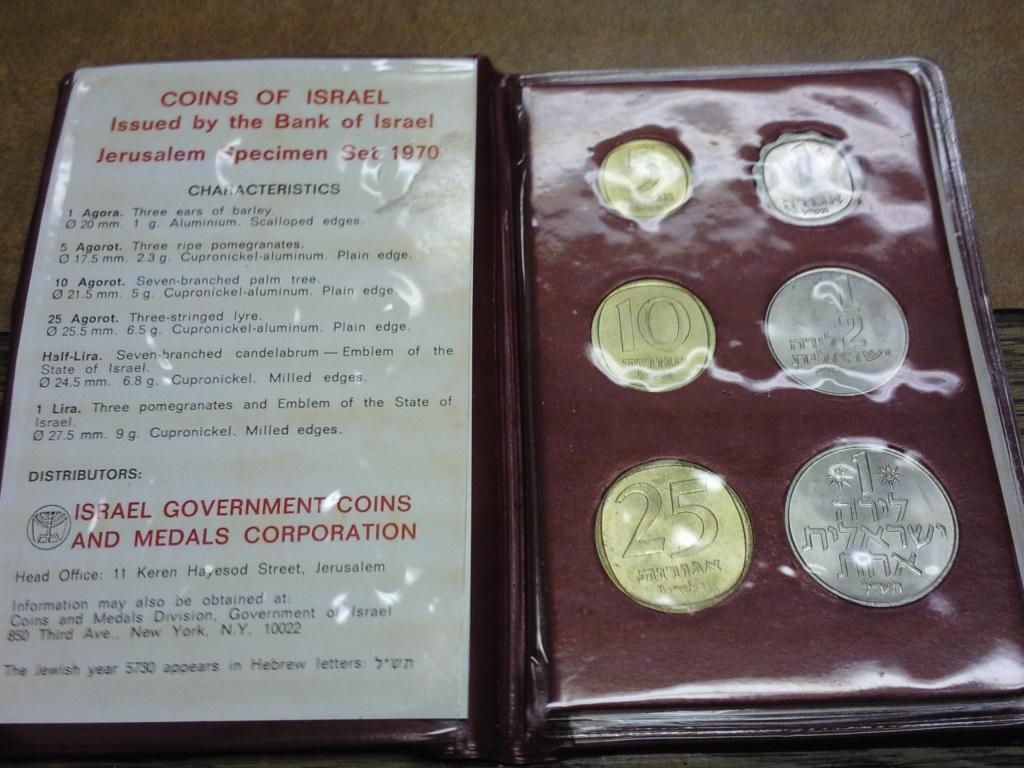 COINS OF ISRAEL
Issued by the Bank of Israel
Jerusalem Specimen Set 1970
CHARACTERISTICS
1 Agora. Three ears of barley.
Ø 20 mm. 1 g. Aluminium. Scalloped edges.
5 Agorot. Three ripe pomegranates.
Ø 17.5 mm. 2.3 g. Cupronickel-aluminum. Plain edge.
10 Agorot. Seven-branched palm tree.
Ø 21.5 mm. 5 g. Cupronickel-aluminum. Plain edge.
25 Agorot. Three-stringed lyre.
Ø 25.5 mm. 6.5 g. Cupronickel-aluminum. Plain edge.
Half-Lira. Seven-branched candelabrum — Emblem of the
State of Israel.
Ø 24.5 mm. 6.8 g. Cupronickel. Milled edges.
1 Lira. Three pomegranates and Emblem of the State of
Israel.
Ø 27.5 mm. 9 g. Cupronickel. Milled edges.
DISTRIBUTORS:
ISRAEL GOVERNMENT COINS
AND MEDALS CORPORATION
Head Office: 11 Keren Hayesod Street, Jerusalem
Information may also be obtained at:
Coins and Medals Division, Government of Israel
850 Third Ave., New York, N.Y. 10022
The Jewish year 5730 appears in Hebrew letters: תש"ל
5
1
10
אגורות
1/2
לירה
ישראלית
25
אגורות
1
לירה
ישראלית
אחת
תש"ל